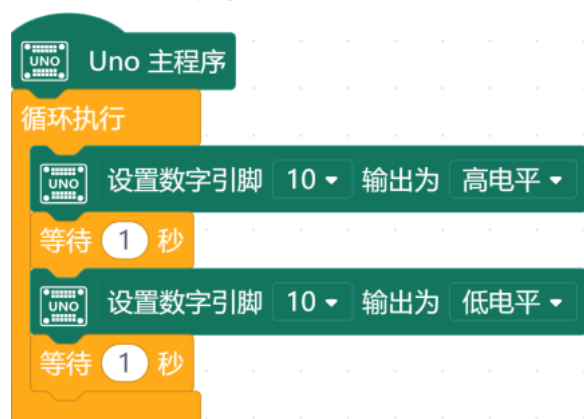 UNO Uno 主程序
循环执行
UNO 设置数字引脚 10 输出为 高电平
等待 1 秒
UNO 设置数字引脚 10 输出为 低电平
等待 1 秒